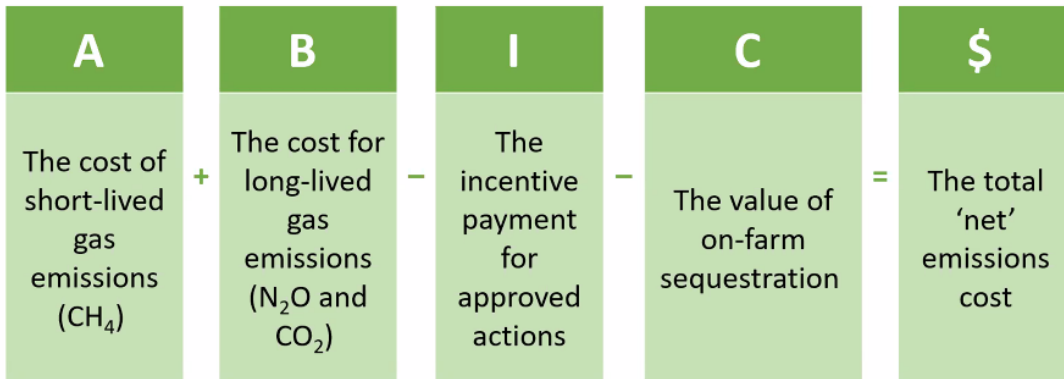 A
The cost of
short-lived
gas
emissions
(CH₄)
+
B
The cost for
long-lived
gas
emissions
(N₂O and
CO₂)
–
I
The
incentive
payment
for
approved
actions
–
C
The value of
on-farm
sequestration
=
$
The total
‘net’
emissions
cost